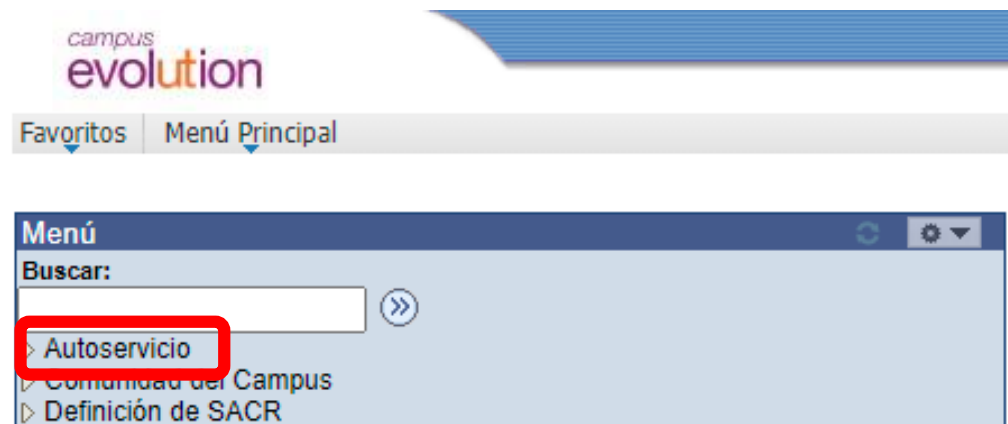 campus
evolution
Favoritos Menú Principal
Menú
Buscar:
Autoservicio
Comunidad del Campus
Definición de SACR